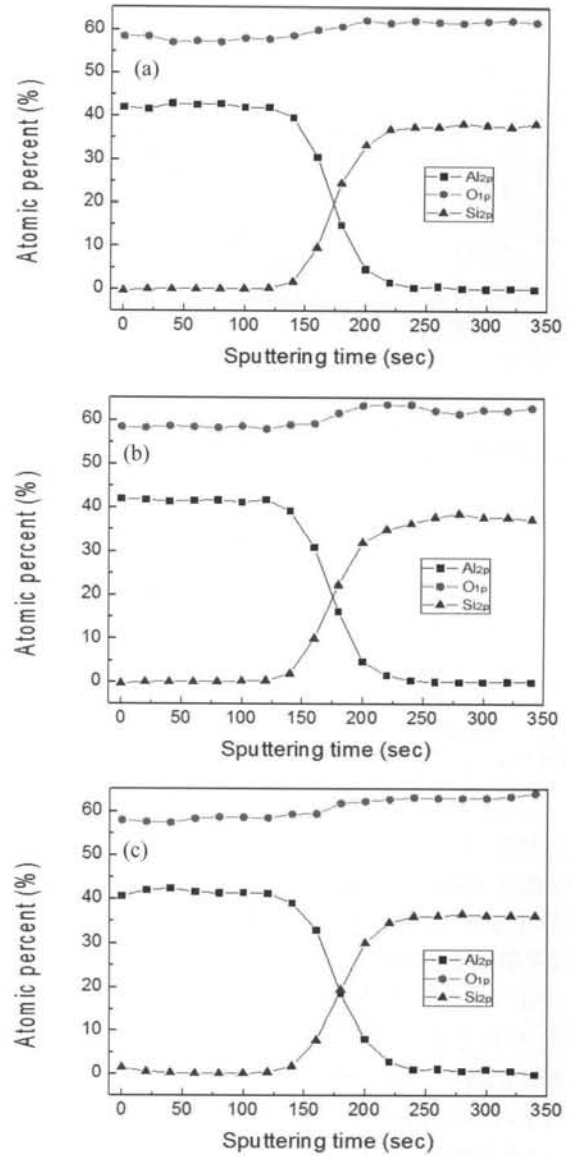 60
(a)
50
40
30
20
10
0
Al2p
O1p
Si2p
0 50 100 150 200 250 300 350
Sputtering time (sec)
Atomic percent (%)
60
(b)
50
40
30
20
10
0
Al2p
O1p
Si2p
0 50 100 150 200 250 300 350
Sputtering time (sec)
Atomic percent (%)
60
(c)
50
40
30
20
10
0
Al2p
O1p
Si2p
0 50 100 150 200 250 300 350
Sputtering time (sec)
Atomic percent (%)